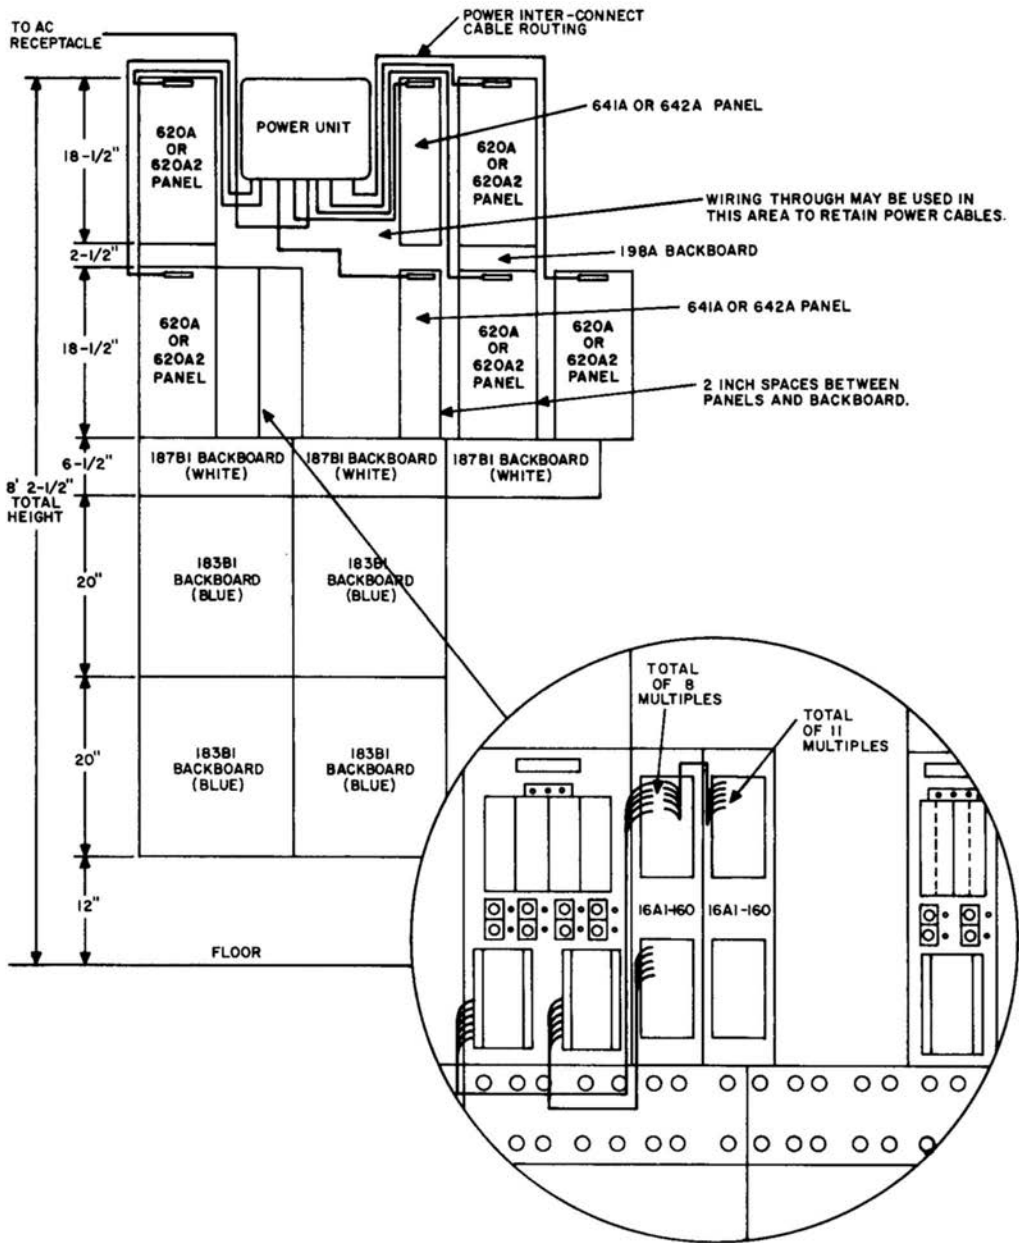 TO AC
RECEPTACLE
POWER INTER-CONNECT
CABLE ROUTING
POWER UNIT
641A OR 642A PANEL
620A
OR
620A2
PANEL
18-1/2"
620A
OR
620A2
PANEL
WIRING THROUGH MAY BE USED IN
THIS AREA TO RETAIN POWER CABLES.
2-1/2"
198A BACKBOARD
641A OR 642A PANEL
620A
OR
620A2
PANEL
18-1/2"
620A
OR
620A2
PANEL
620A
OR
620A2
PANEL
2 INCH SPACES BETWEEN
PANELS AND BACKBOARD.
6-1/2"
187B1 BACKBOARD
(WHITE)
187B1 BACKBOARD
(WHITE)
187B1 BACKBOARD
(WHITE)
8' 2-1/2"
TOTAL
HEIGHT
20"
183B1
BACKBOARD
(BLUE)
183B1
BACKBOARD
(BLUE)
20"
183B1
BACKBOARD
(BLUE)
183B1
BACKBOARD
(BLUE)
12"
FLOOR
TOTAL
OF 8
MULTIPLES
TOTAL
OF 11
MULTIPLES
16A1-160
16A1-160